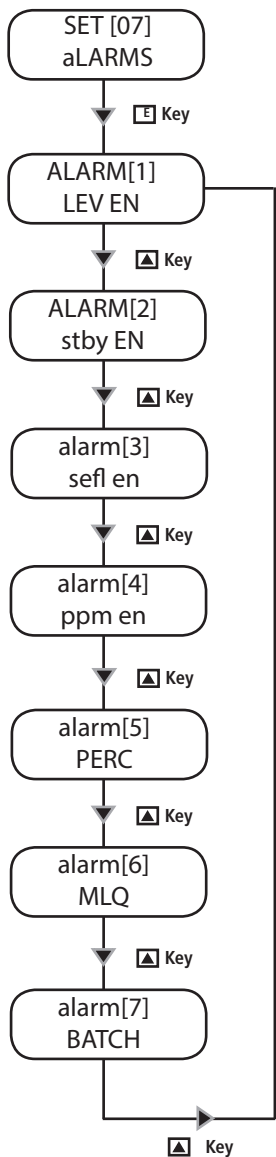 SET [07]
aLARMS
E Key
ALARM[1]
LEV EN
Key
ALARM[2]
stby EN
Key
alarm[3]
sefl en
Key
alarm[4]
ppm en
Key
alarm[5]
PERC
Key
alarm[6]
MLQ
Key
alarm[7]
BATCH
Key